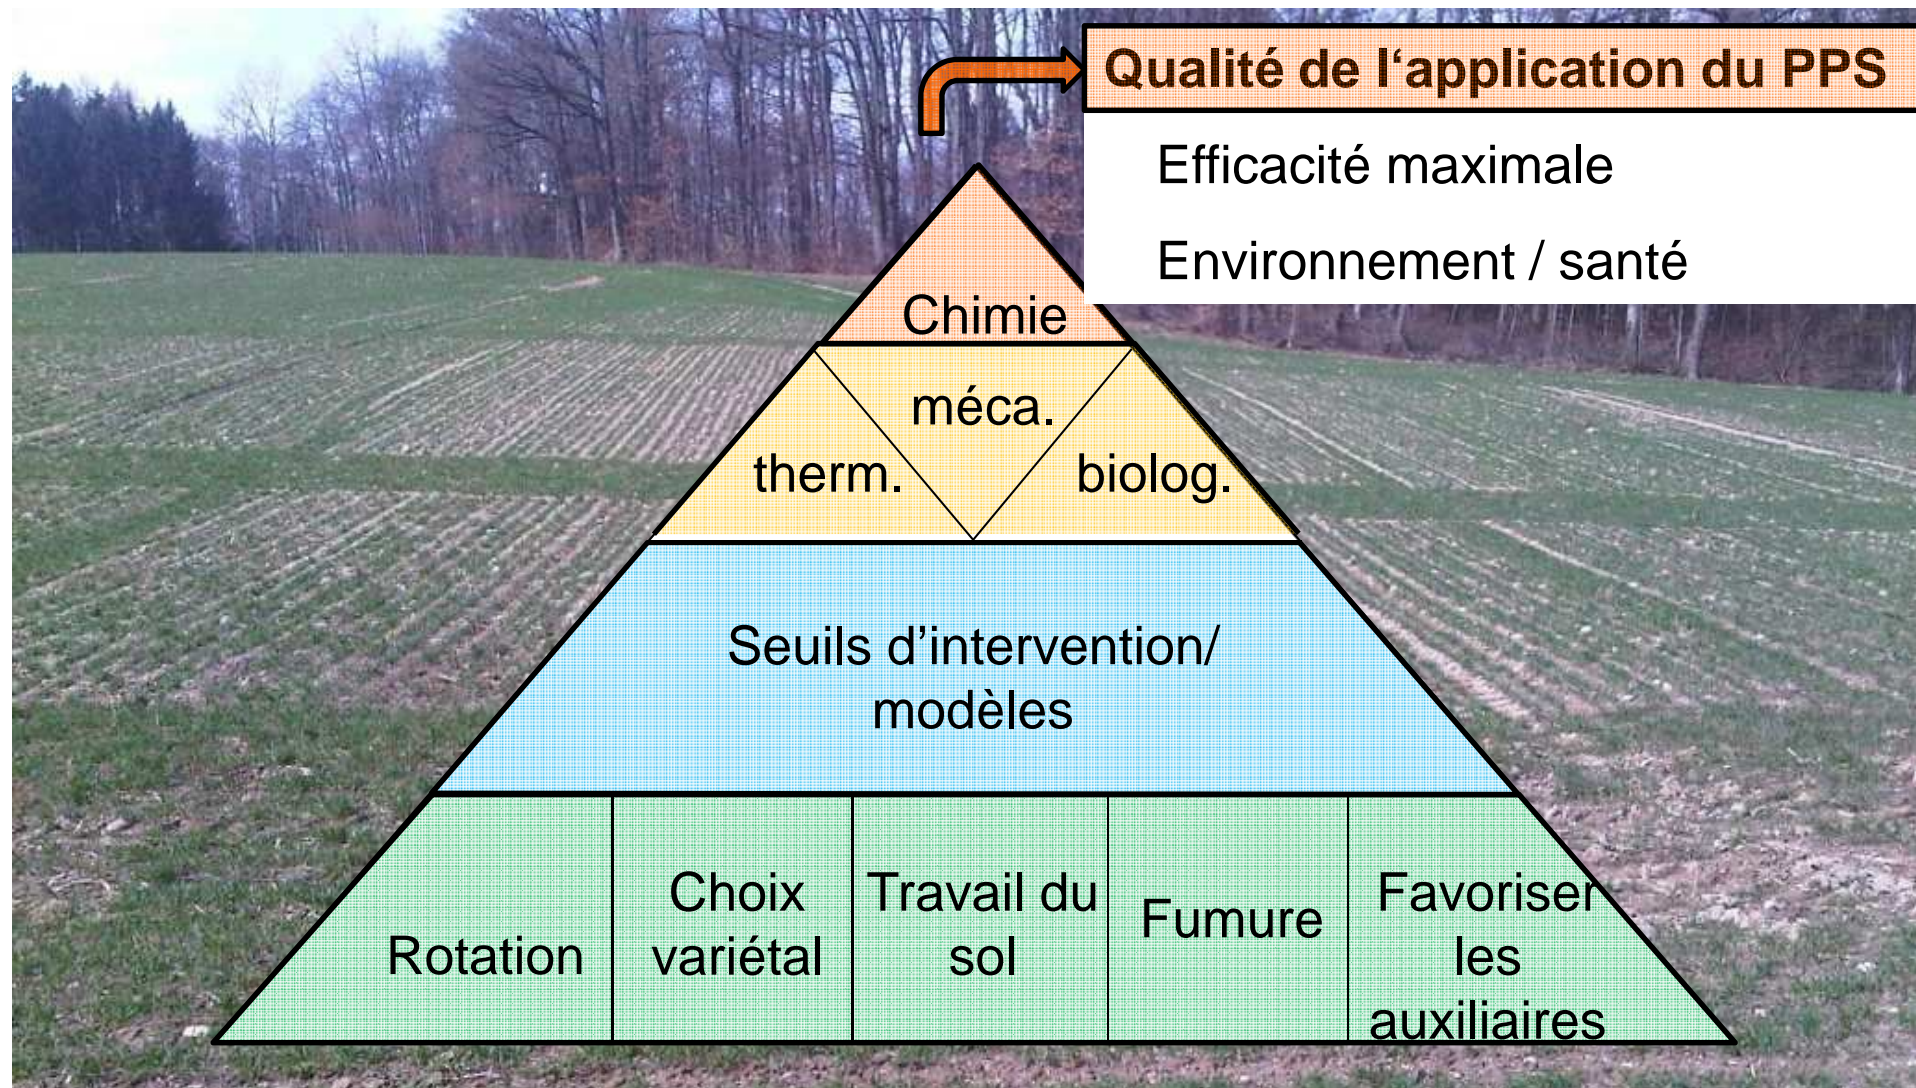 Qualité de l‘application du PPS
Efficacité maximale
Environnement / santé
Chimie
méca.
therm.
biolog.
Seuils d’intervention/
modèles
Rotation
Choix
variétal
Travail du
sol
Fumure
Favoriser
les
auxiliaires